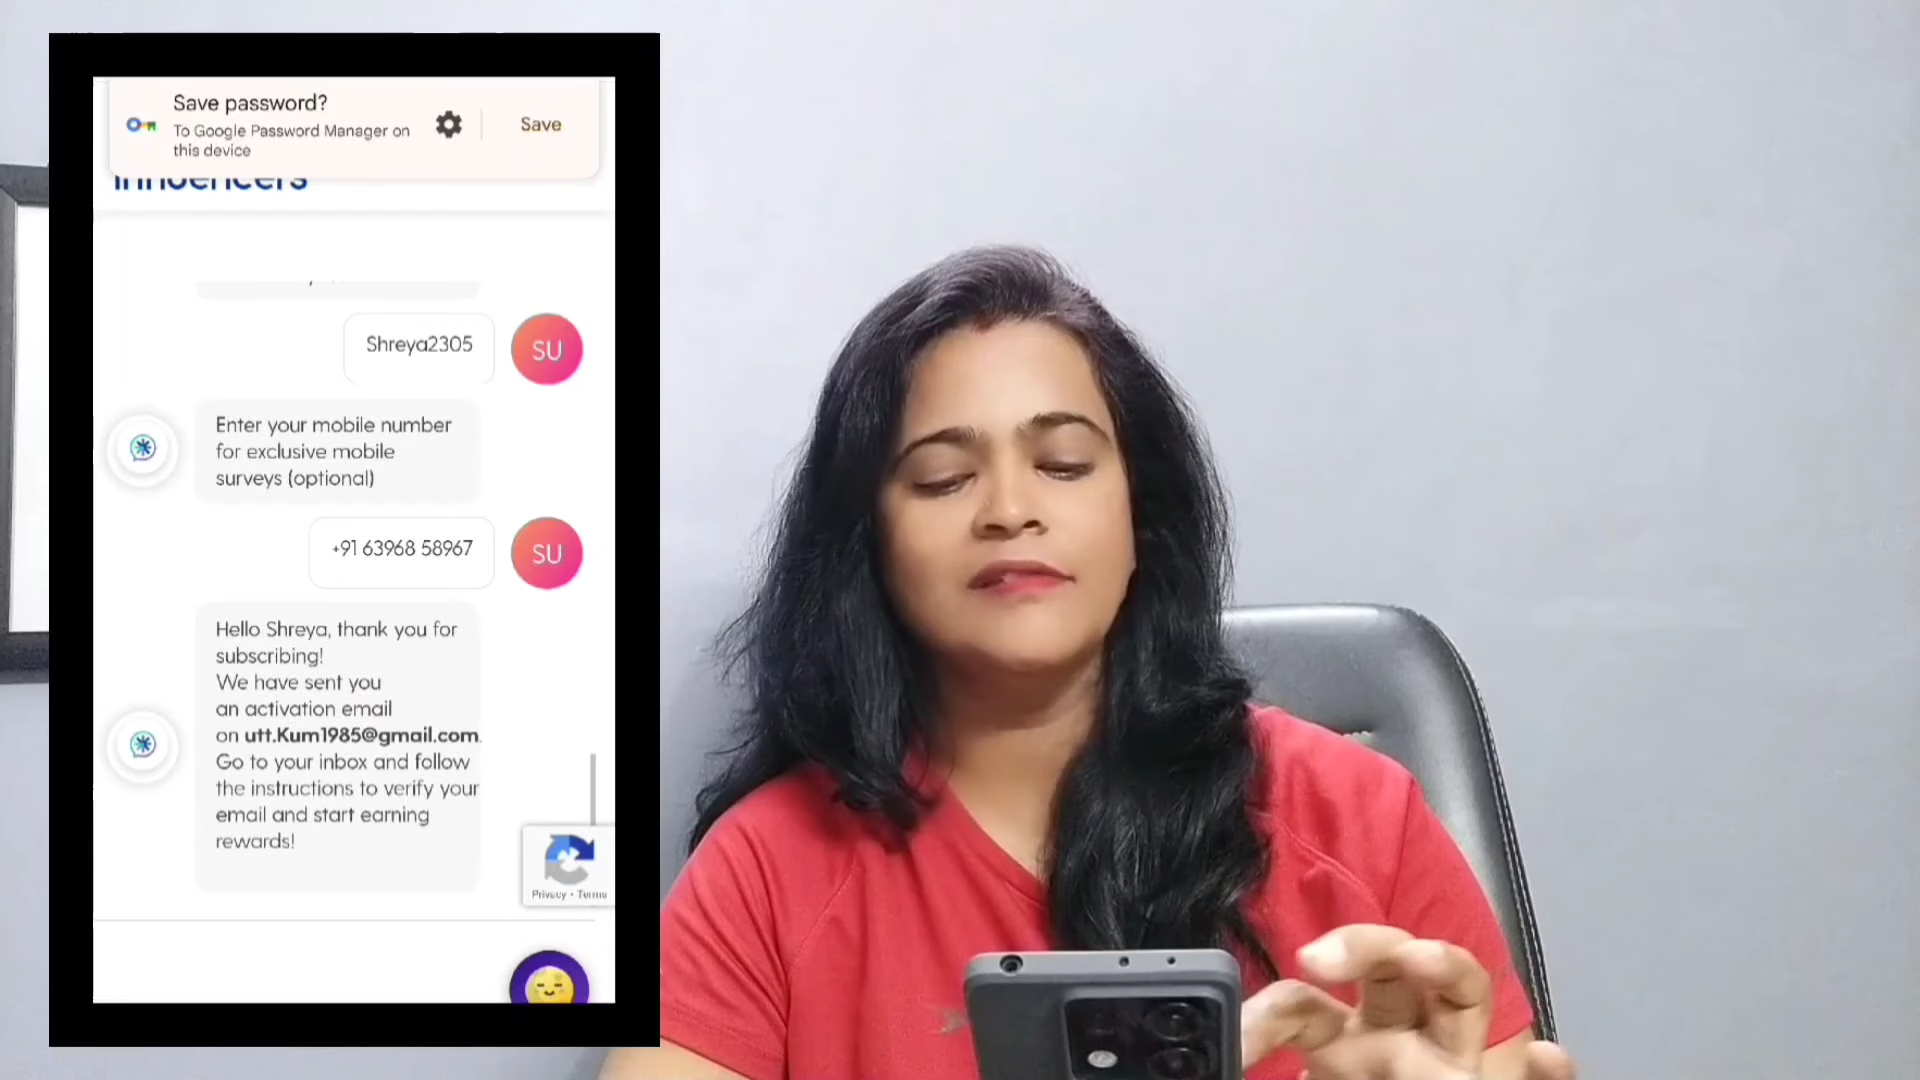 Save password?
To Google Password Manager on
this device
Save
Influencers
Shreya2305
SU
Enter your mobile number
for exclusive mobile
surveys (optional)
+91 63968 58967
SU
Hello Shreya, thank you for
subscribing!
We have sent you
an activation email
on utt.Kum1985@gmail.com.
Go to your inbox and follow
the instructions to verify your
email and start earning
rewards!
Privacy - Terms